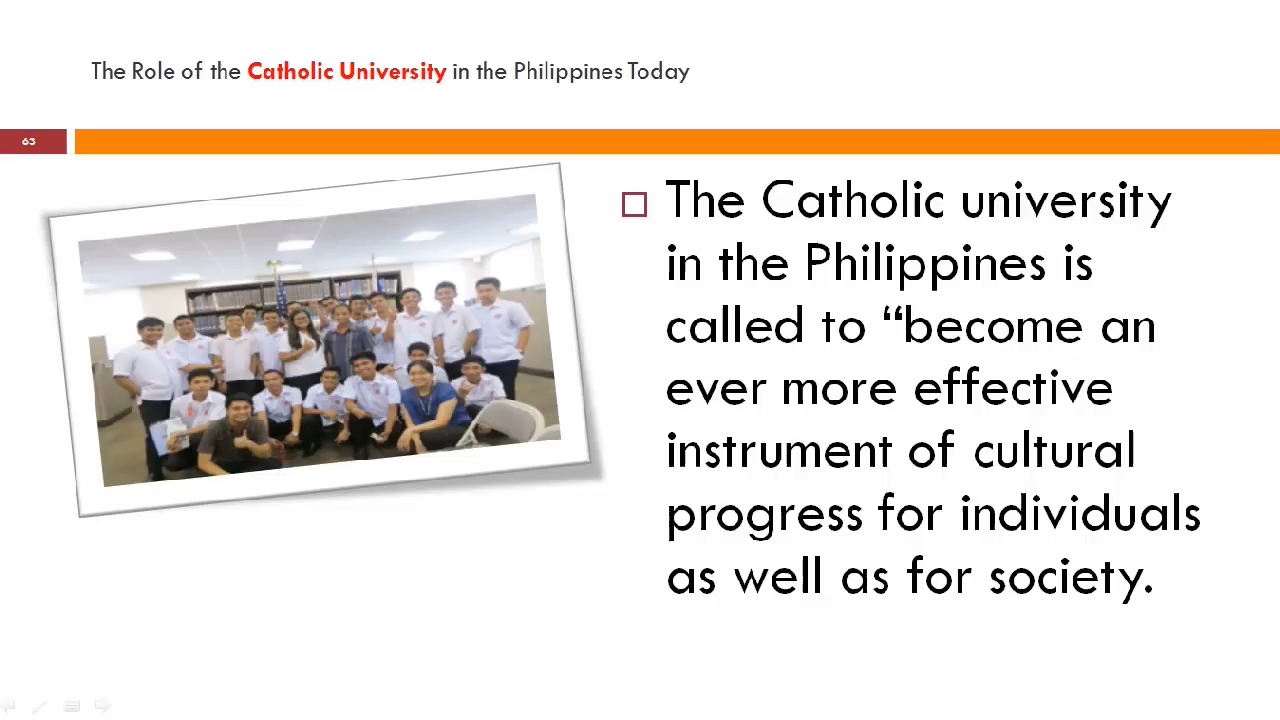 The Role of the Catholic University in the Philippines Today
63
The Catholic university
in the Philippines is
called to “become an
ever more effective
instrument of cultural
progress for individuals
as well as for society.